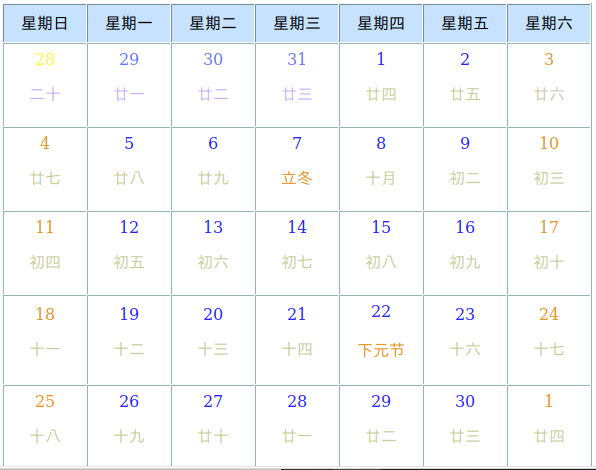 星期日 星期一 星期二 星期三 星期四 星期五 星期六
28 29 30 31 1 2 3
二十 廿一 廿二 廿三 廿四 廿五 廿六
4 5 6 7 8 9 10
廿七 廿八 廿九 立冬 十月 初二 初三
11 12 13 14 15 16 17
初四 初五 初六 初七 初八 初九 初十
18 19 20 21 22 23 24
十一 十二 十三 十四 下元节 十六 十七
25 26 27 28 29 30 1
十八 十九 廿十 廿一 廿二 廿三 廿四